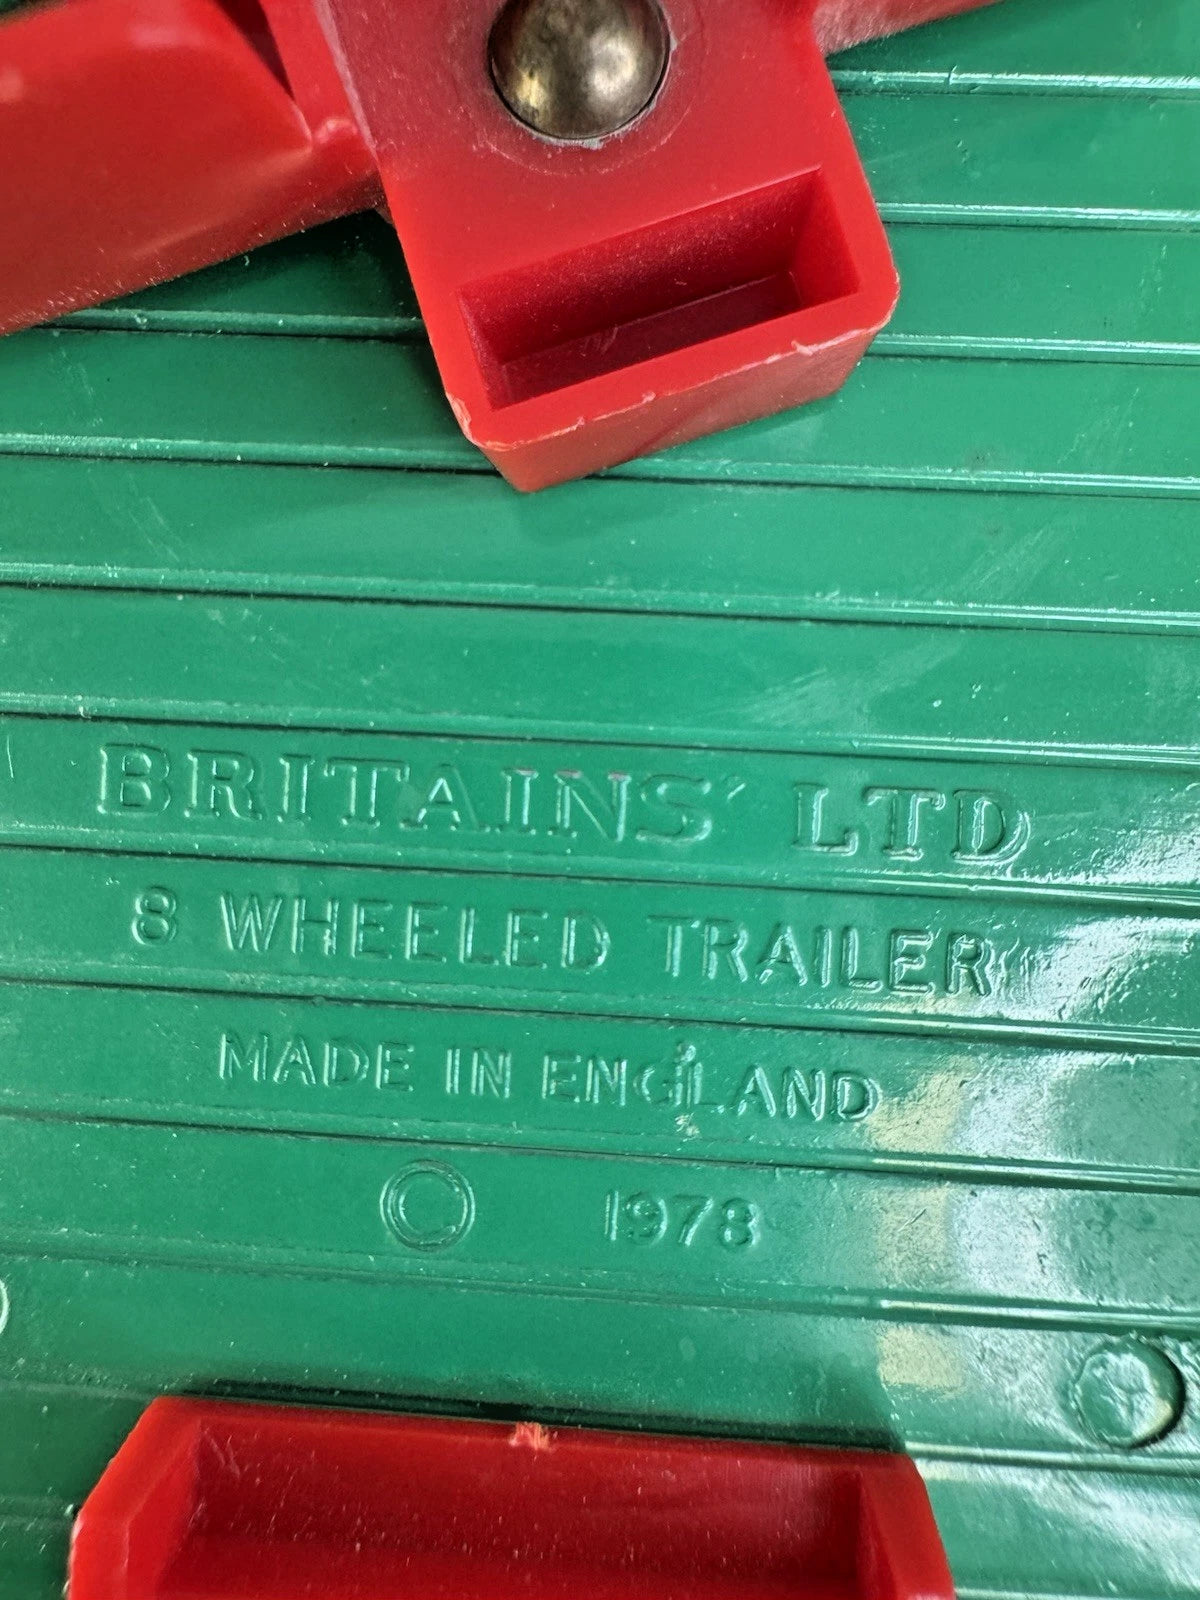 BRITAINS' LTD
8 WHEELED TRAILER
MADE IN ENGLAND
© 1978